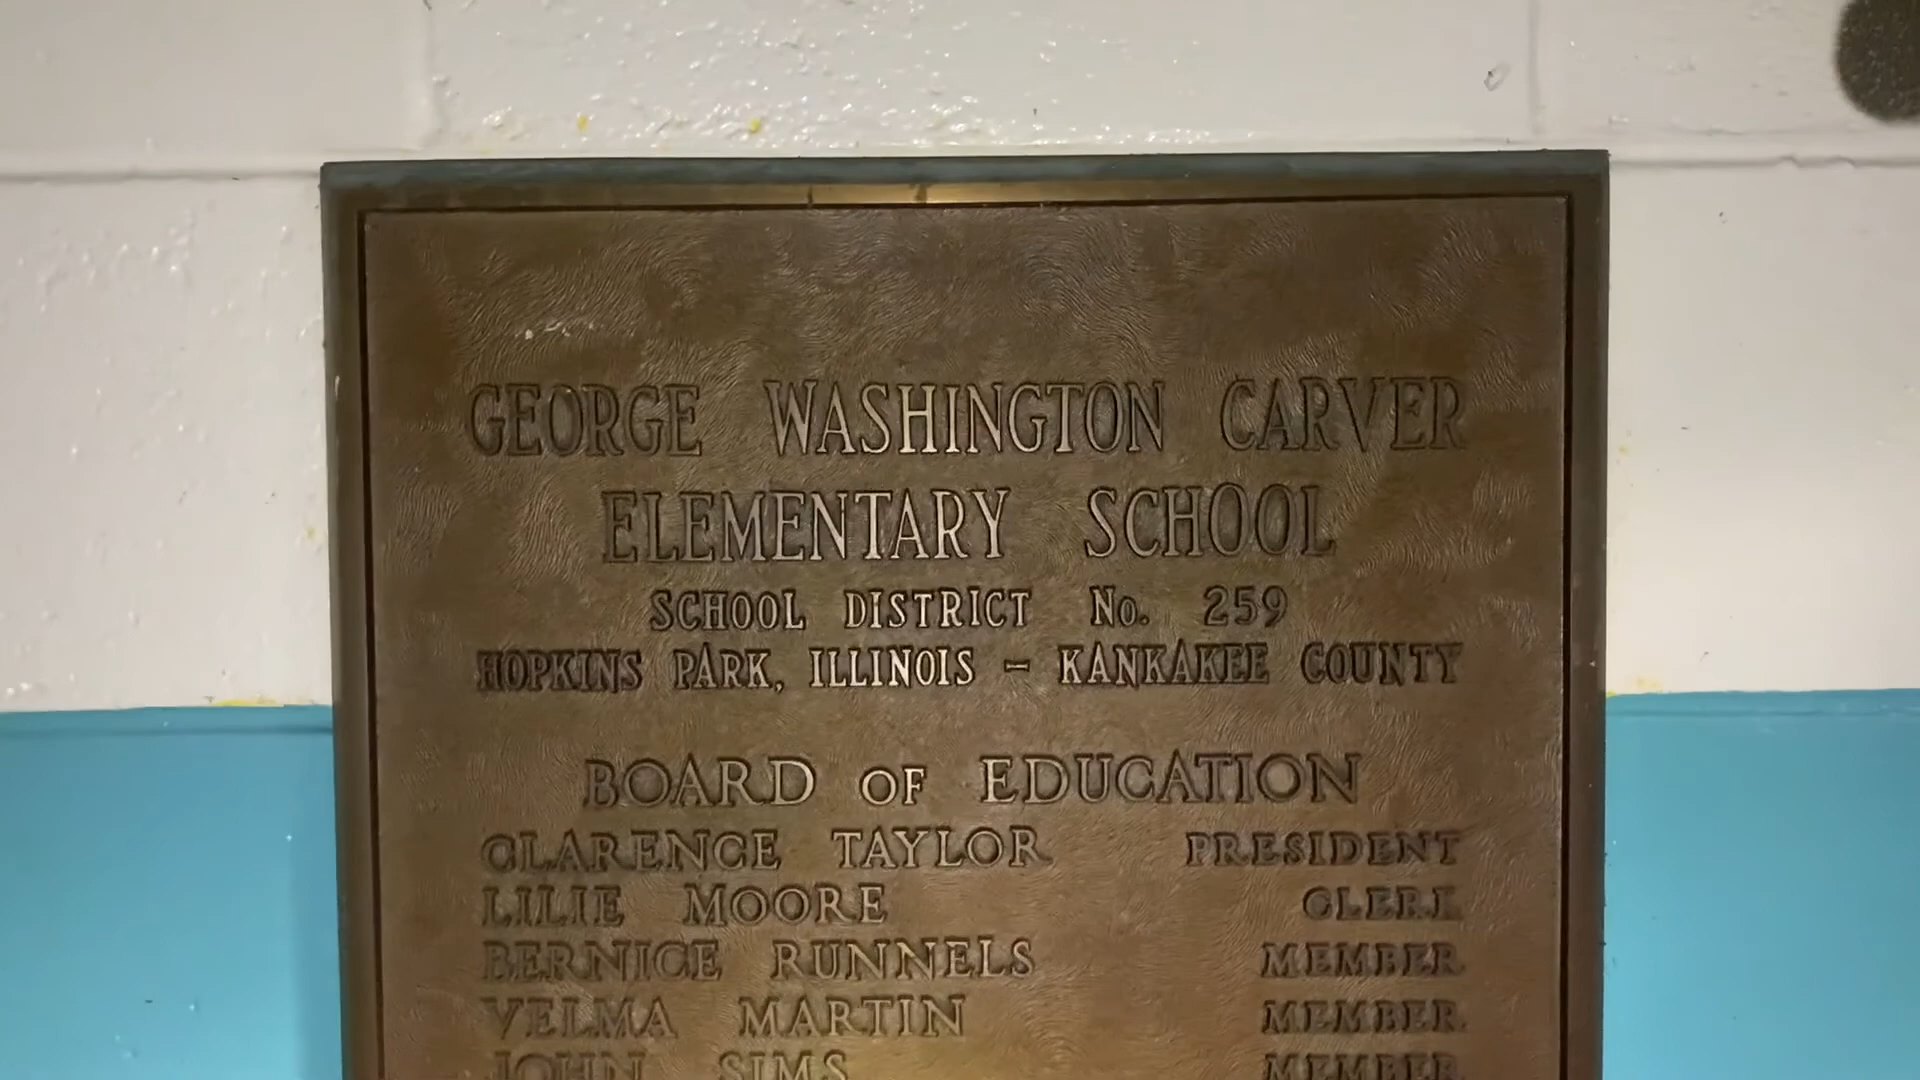 GEORGE WASHINGTON CARVER
ELEMENTARY SCHOOL
SCHOOL DISTRICT No. 259
HOPKINS PARK, ILLINOIS - KANKAKEE COUNTY
BOARD OF EDUCATION
CLARENCE TAYLOR PRESIDENT
LILIE MOORE CLERK
BERNICE RUNNELS MEMBER
VELMA MARTIN MEMBER
JOHN SIMS MEMBER